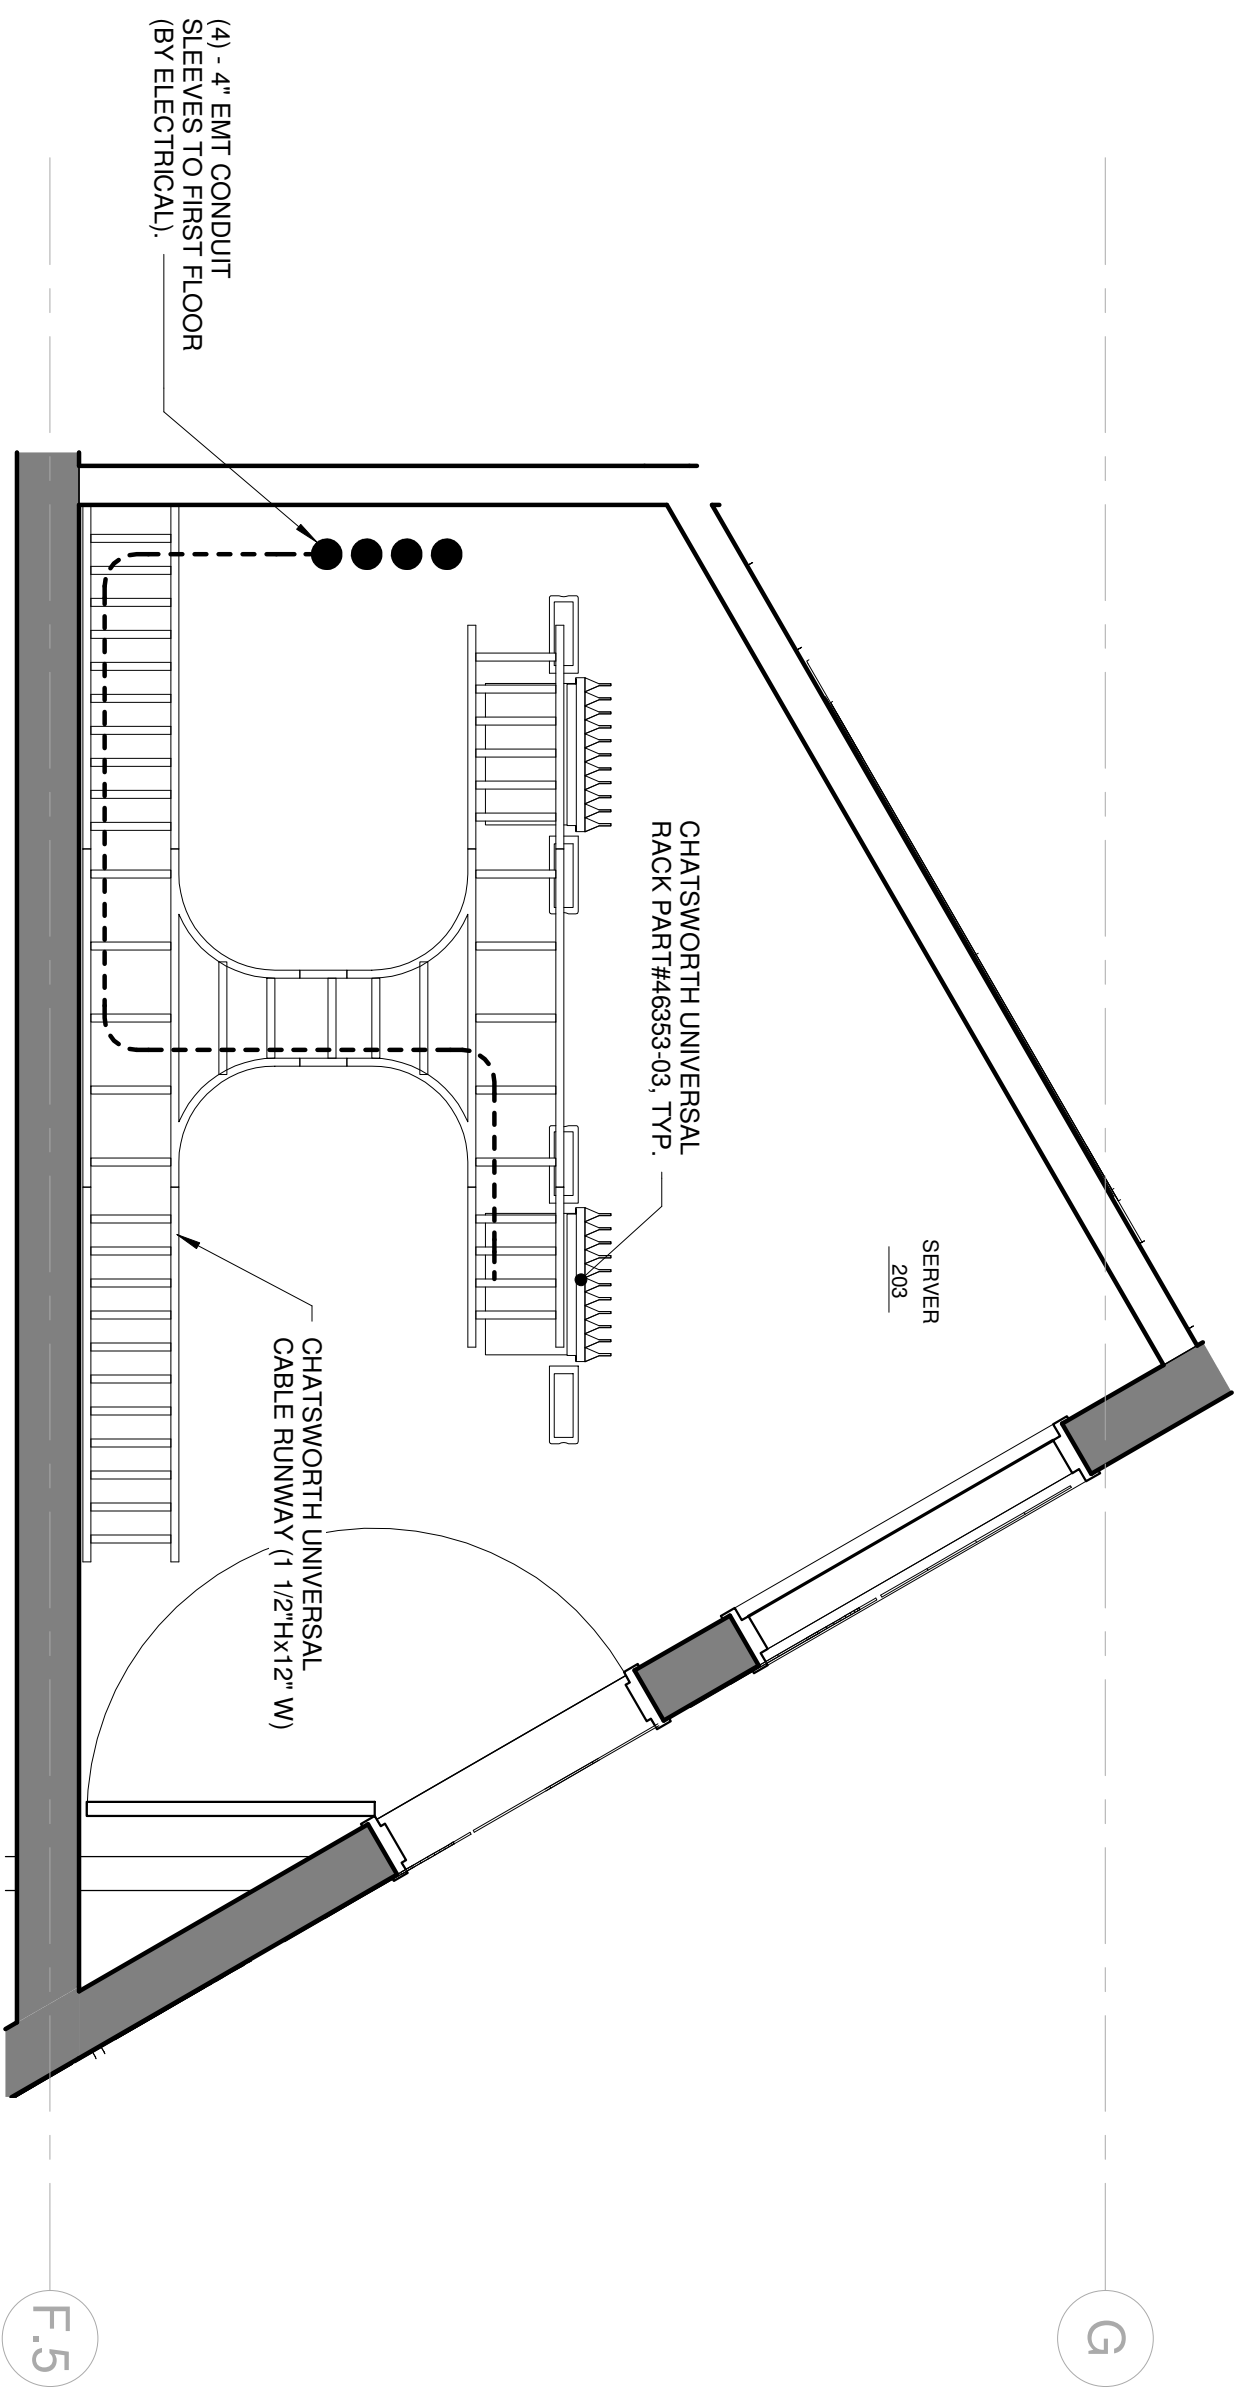 (4) - 4" EMT CONDUIT
SLEEVES TO FIRST FLOOR
(BY ELECTRICAL).
CHATSWORTH UNIVERSAL
RACK PART#46353-03, TYP.
SERVER
203
CHATSWORTH UNIVERSAL
CABLE RUNWAY (1 1/2"Hx12" W)
G
F.5